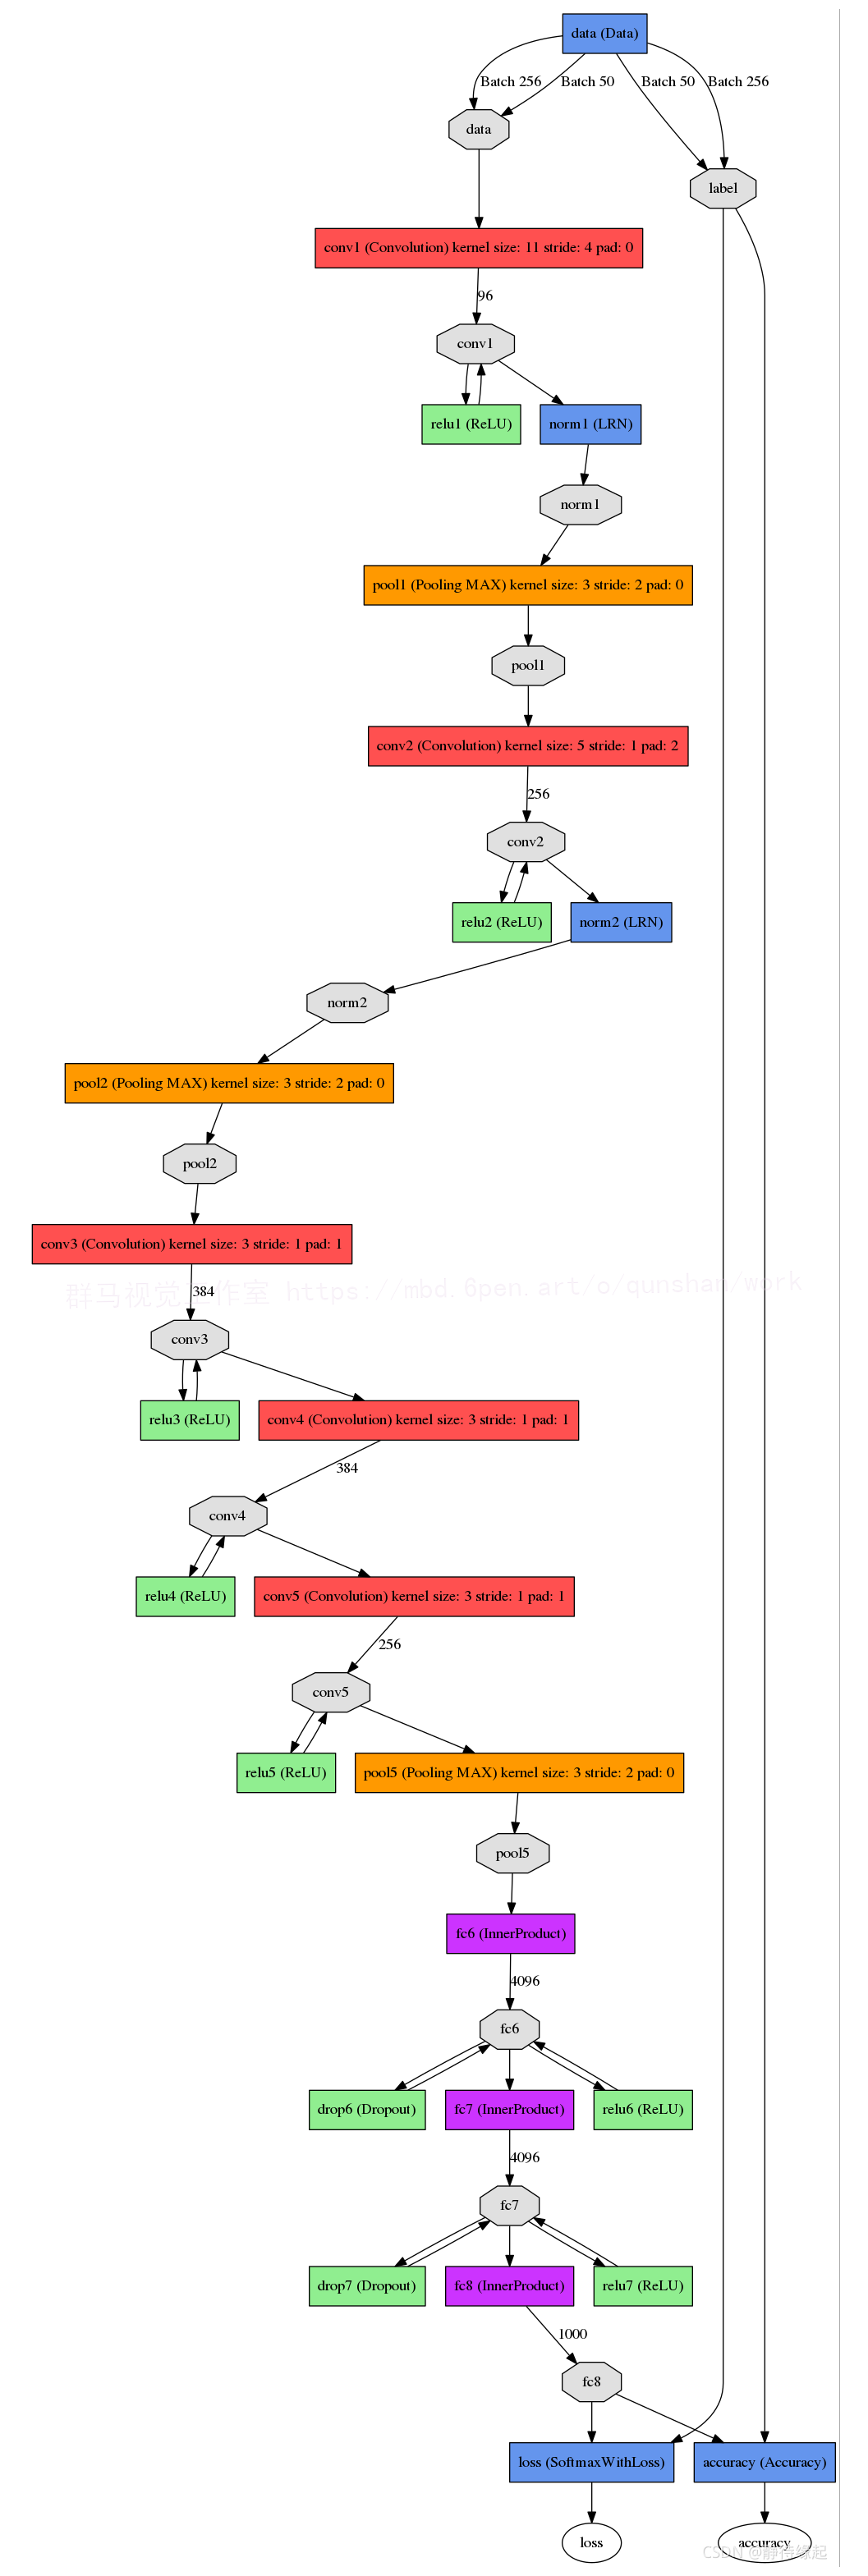 data (Data)
Batch 256
Batch 50
Batch 50
Batch 256
data
label
conv1 (Convolution) kernel size: 11 stride: 4 pad: 0
96
conv1
relu1 (ReLU)
norm1 (LRN)
norm1
pool1 (Pooling MAX) kernel size: 3 stride: 2 pad: 0
pool1
conv2 (Convolution) kernel size: 5 stride: 1 pad: 2
256
conv2
relu2 (ReLU)
norm2 (LRN)
norm2
pool2 (Pooling MAX) kernel size: 3 stride: 2 pad: 0
pool2
conv3 (Convolution) kernel size: 3 stride: 1 pad: 1
群马视觉工作室 https://mbd.6pen.art/o/qunshan/work
384
conv3
relu3 (ReLU)
conv4 (Convolution) kernel size: 3 stride: 1 pad: 1
384
conv4
relu4 (ReLU)
conv5 (Convolution) kernel size: 3 stride: 1 pad: 1
256
conv5
relu5 (ReLU)
pool5 (Pooling MAX) kernel size: 3 stride: 2 pad: 0
pool5
fc6 (InnerProduct)
4096
fc6
drop6 (Dropout)
fc7 (InnerProduct)
relu6 (ReLU)
4096
fc7
drop7 (Dropout)
fc8 (InnerProduct)
relu7 (ReLU)
1000
fc8
loss (SoftmaxWithLoss)
accuracy (Accuracy)
loss
accuracy
CSDN @静待缘起